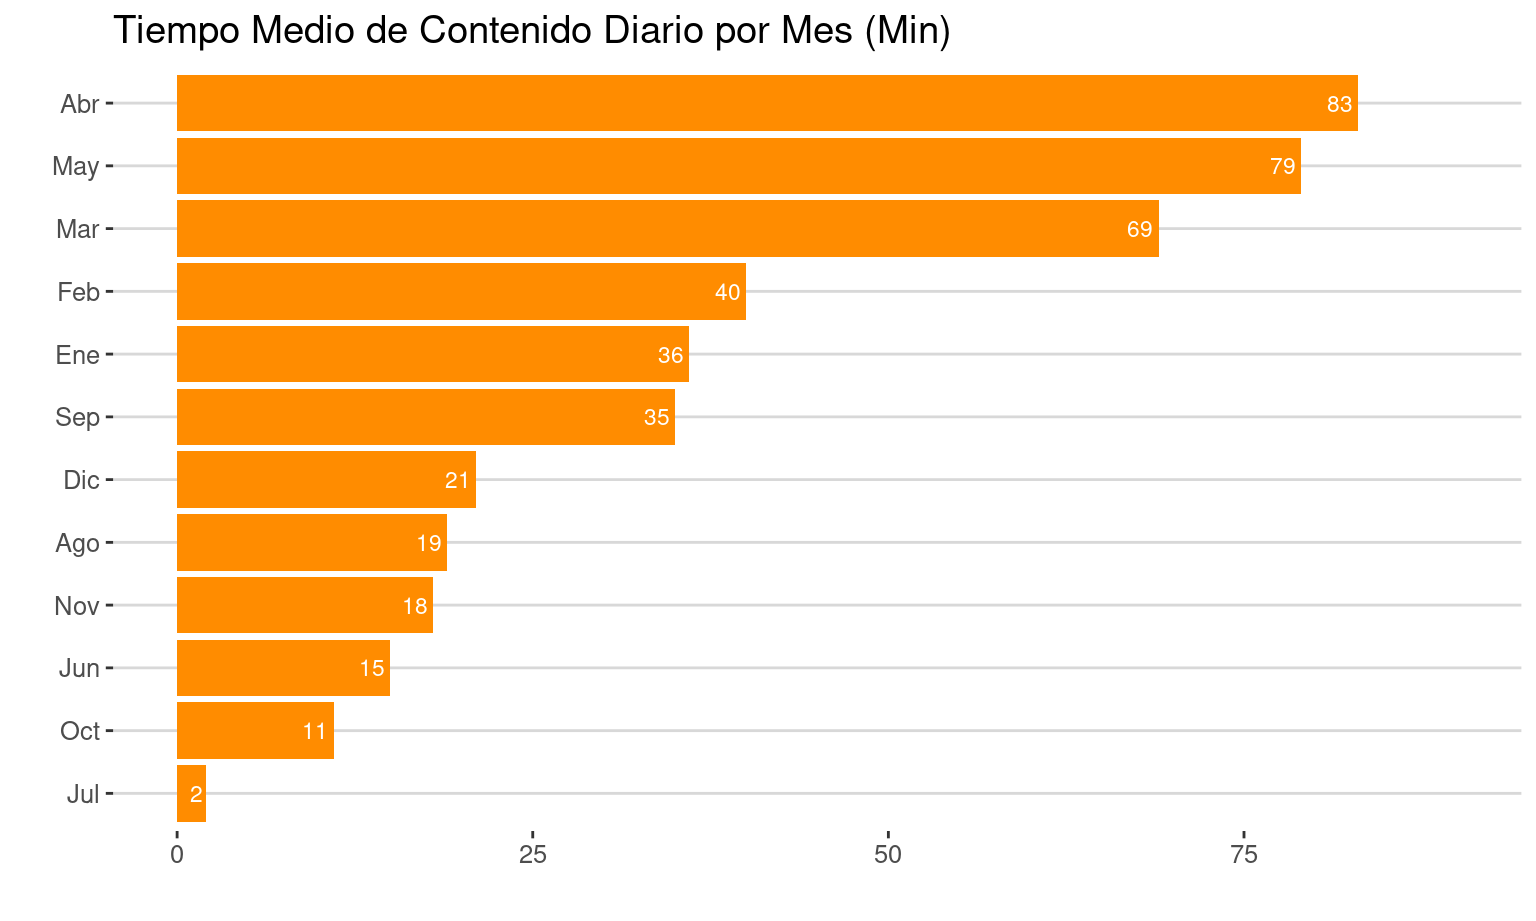 Tiempo Medio de Contenido Diario por Mes (Min)
Abr 83
May 79
Mar 69
Feb 40
Ene 36
Sep 35
Dic 21
Ago 19
Nov 18
Jun 15
Oct 11
Jul 2
0 25 50 75